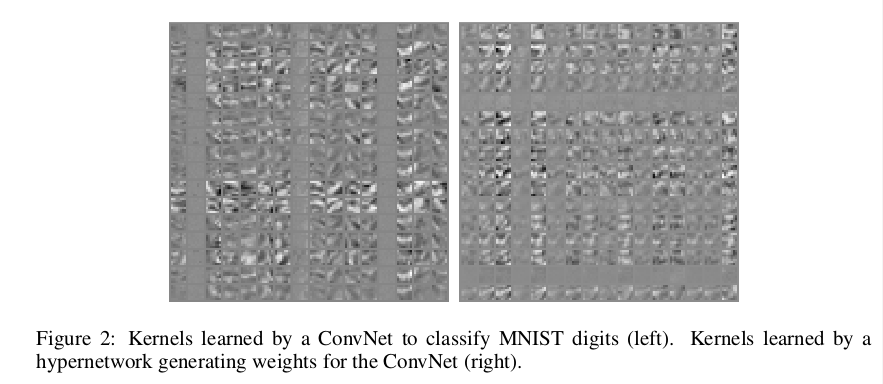 Figure 2: Kernels learned by a ConvNet to classify MNIST digits (left). Kernels learned by a
hypernetwork generating weights for the ConvNet (right).